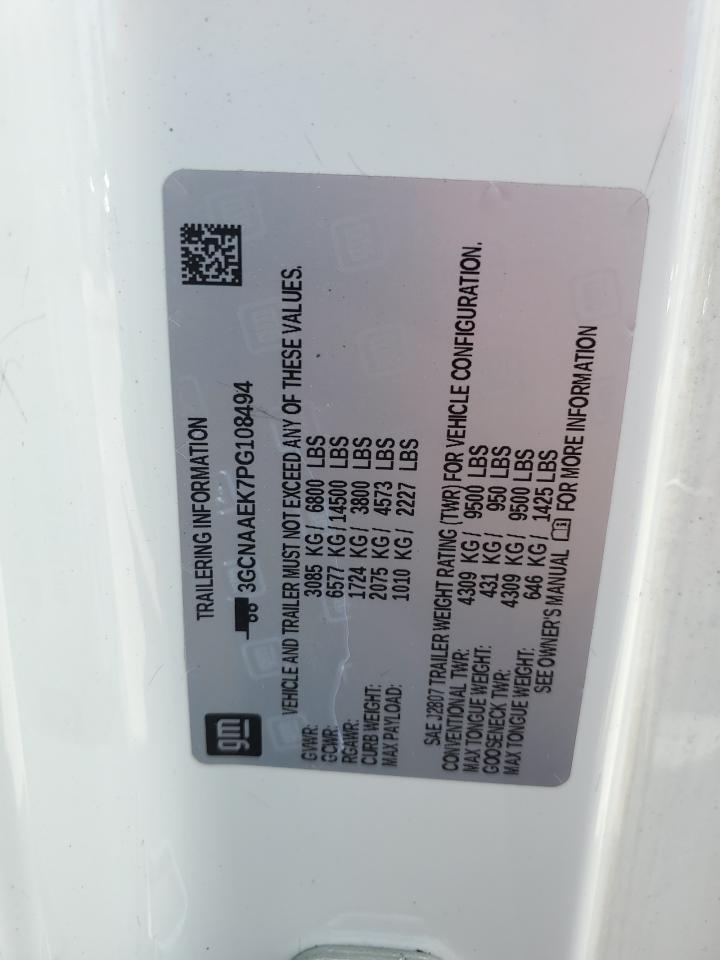 gm
TRAILERING INFORMATION
3GCNAAEK7PG108494
VEHICLE AND TRAILER MUST NOT EXCEED ANY OF THESE VALUES.
GVWR: 3085 KG / 6800 LBS
GCWR: 6577 KG / 14500 LBS
RGAWR: 1724 KG / 3800 LBS
CURB WEIGHT: 2075 KG / 4573 LBS
MAX PAYLOAD: 1010 KG / 2227 LBS
SAE J2807 TRAILER WEIGHT RATING (TWR) FOR VEHICLE CONFIGURATION.
CONVENTIONAL TWR: 4309 KG / 9500 LBS
MAX TONGUE WEIGHT: 431 KG / 950 LBS
GOOSENECK TWR: 4309 KG / 9500 LBS
MAX TONGUE WEIGHT: 646 KG / 1425 LBS
SEE OWNER'S MANUAL FOR MORE INFORMATION